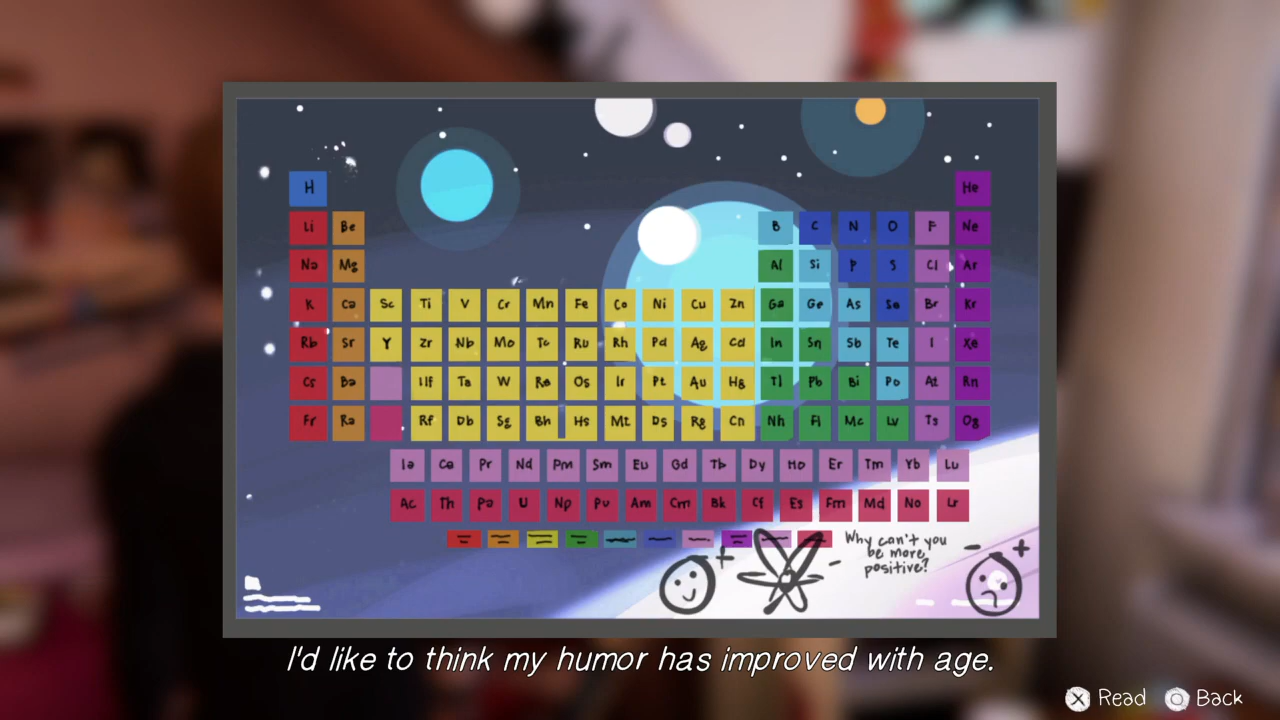 H He
Li Be B C N O F Ne
Na Mg Al Si P S Cl Ar
K Ca Sc Ti V Cr Mn Fe Co Ni Cu Zn Ga Ge As Se Br Kr
Rb Sr Y Zr Nb Mo Tc Ru Rh Pd Ag Cd In Sn Sb Te I Xe
Cs Ba Hf Ta W Re Os Ir Pt Au Hg Tl Pb Bi Po At Rn
Fr Ra Rf Db Sg Bh Hs Mt Ds Rg Cn Nh Fl Mc Lv Ts Og
La Ce Pr Nd Pm Sm Eu Gd Tb Dy Ho Er Tm Yb Lu
Ac Th Pa U Np Pu Am Cm Bk Cf Es Fm Md No Lr
Why can't you
be more
positive?
+ - - +
I'd like to think my humor has improved with age.
X Read O Back